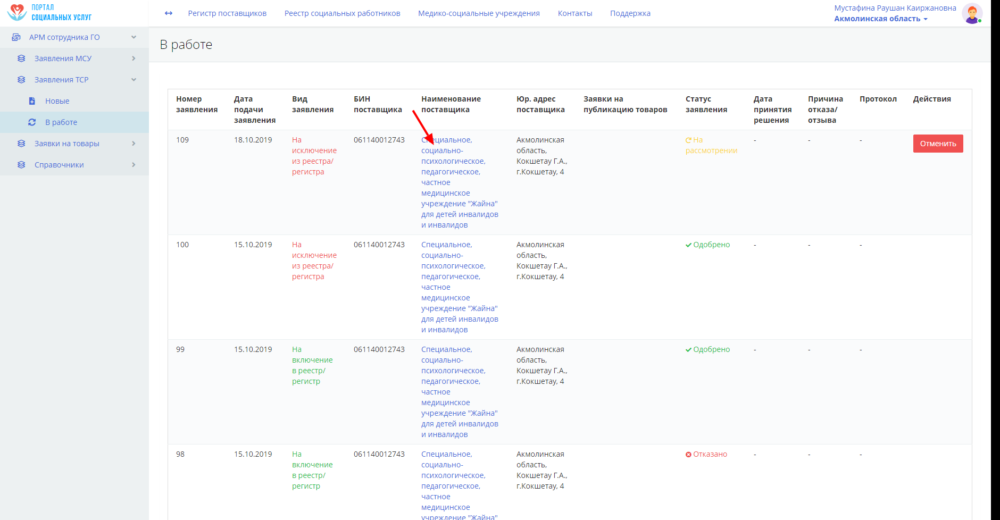 ПОРТАЛ
СОЦИАЛЬНЫХ УСЛУГ
Регистр поставщиков
Реестр социальных работников
Медико-социальные учреждения
Контакты
Поддержка
Мустафина Раушан Каиржановна
Акмолинская область
АРМ сотрудника ГО
Заявления МСУ
Заявления ТСР
Новые
В работе
Заявки на товары
Справочники
В работе
Номер
заявления
Дата
подачи
заявления
Вид
заявления
БИН
поставщика
Наименование
поставщика
Юр. адрес
поставщика
Заявки на
публикацию товаров
Статус
заявления
Дата
принятия
решения
Причина
отказа/
отзыва
Протокол
Действия
109
18.10.2019
На
исключение
из реестра/
регистра
061140012743
Специальное,
социально-
психологическое,
педагогическое,
частное
медицинское
учреждение "Жайна"
для детей инвалидов
и инвалидов
Акмолинская
область,
Кокшетау Г.А.,
г.Кокшетау, 4
На
рассмотрении
-
-
-
Отменить
100
15.10.2019
На
исключение
из реестра/
регистра
061140012743
Специальное,
социально-
психологическое,
педагогическое,
частное
медицинское
учреждение "Жайна"
для детей инвалидов
и инвалидов
Акмолинская
область,
Кокшетау Г.А.,
г.Кокшетау, 4
Одобрено
-
-
-
99
15.10.2019
На
включение
в реестр/
регистр
061140012743
Специальное,
социально-
психологическое,
педагогическое,
частное
медицинское
учреждение "Жайна"
для детей инвалидов
и инвалидов
Акмолинская
область,
Кокшетау Г.А.,
г.Кокшетау, 4
Одобрено
-
-
-
98
15.10.2019
На
включение
в реестр/
регистр
061140012743
Специальное,
социально-
психологическое,
педагогическое,
частное
медицинское
учреждение "Жайна"
Акмолинская
область,
Кокшетау Г.А.,
г.Кокшетау, 4
Отказано
-
-
-